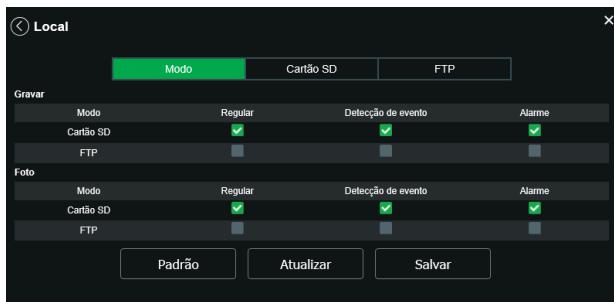 Local
Modo Cartão SD FTP
Gravar
Modo Regular Detecção de evento Alarme
Cartão SD
FTP
Foto
Modo Regular Detecção de evento Alarme
Cartão SD
FTP
Padrão Atualizar Salvar